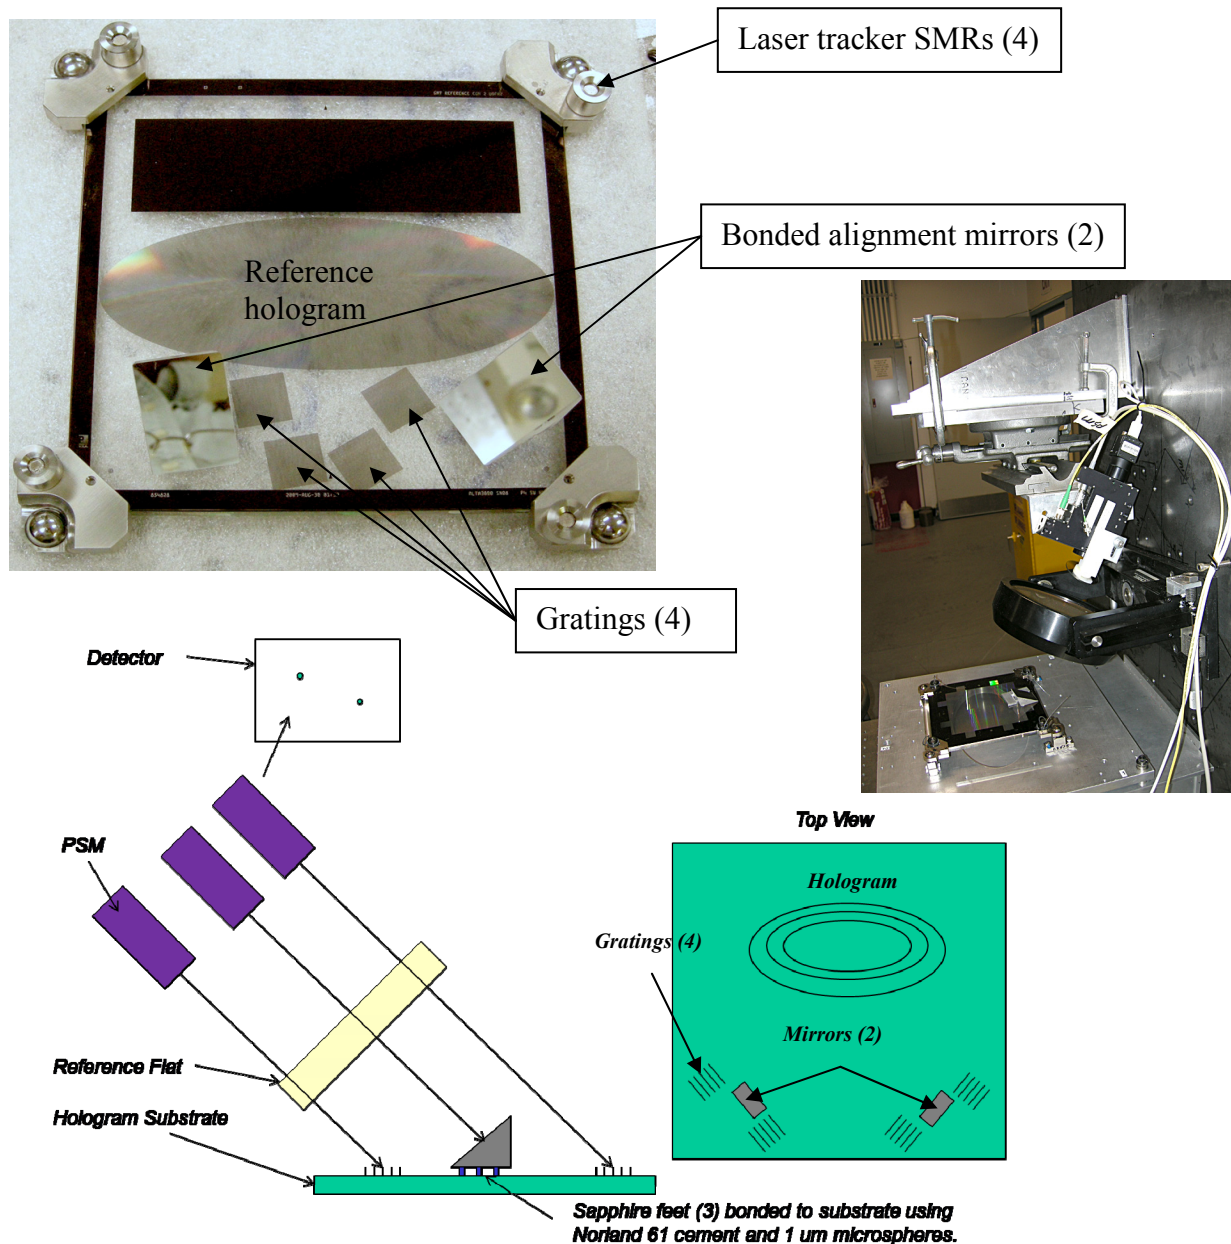 Laser tracker SMRs (4)
Bonded alignment mirrors (2)
Reference
hologram
Gratings (4)
Detector
PSM
Reference Flat
Hologram Substrate
Sapphire feet (3) bonded to substrate using
Norland 61 cement and 1 um microspheres.
Top View
Hologram
Gratings (4)
Mirrors (2)